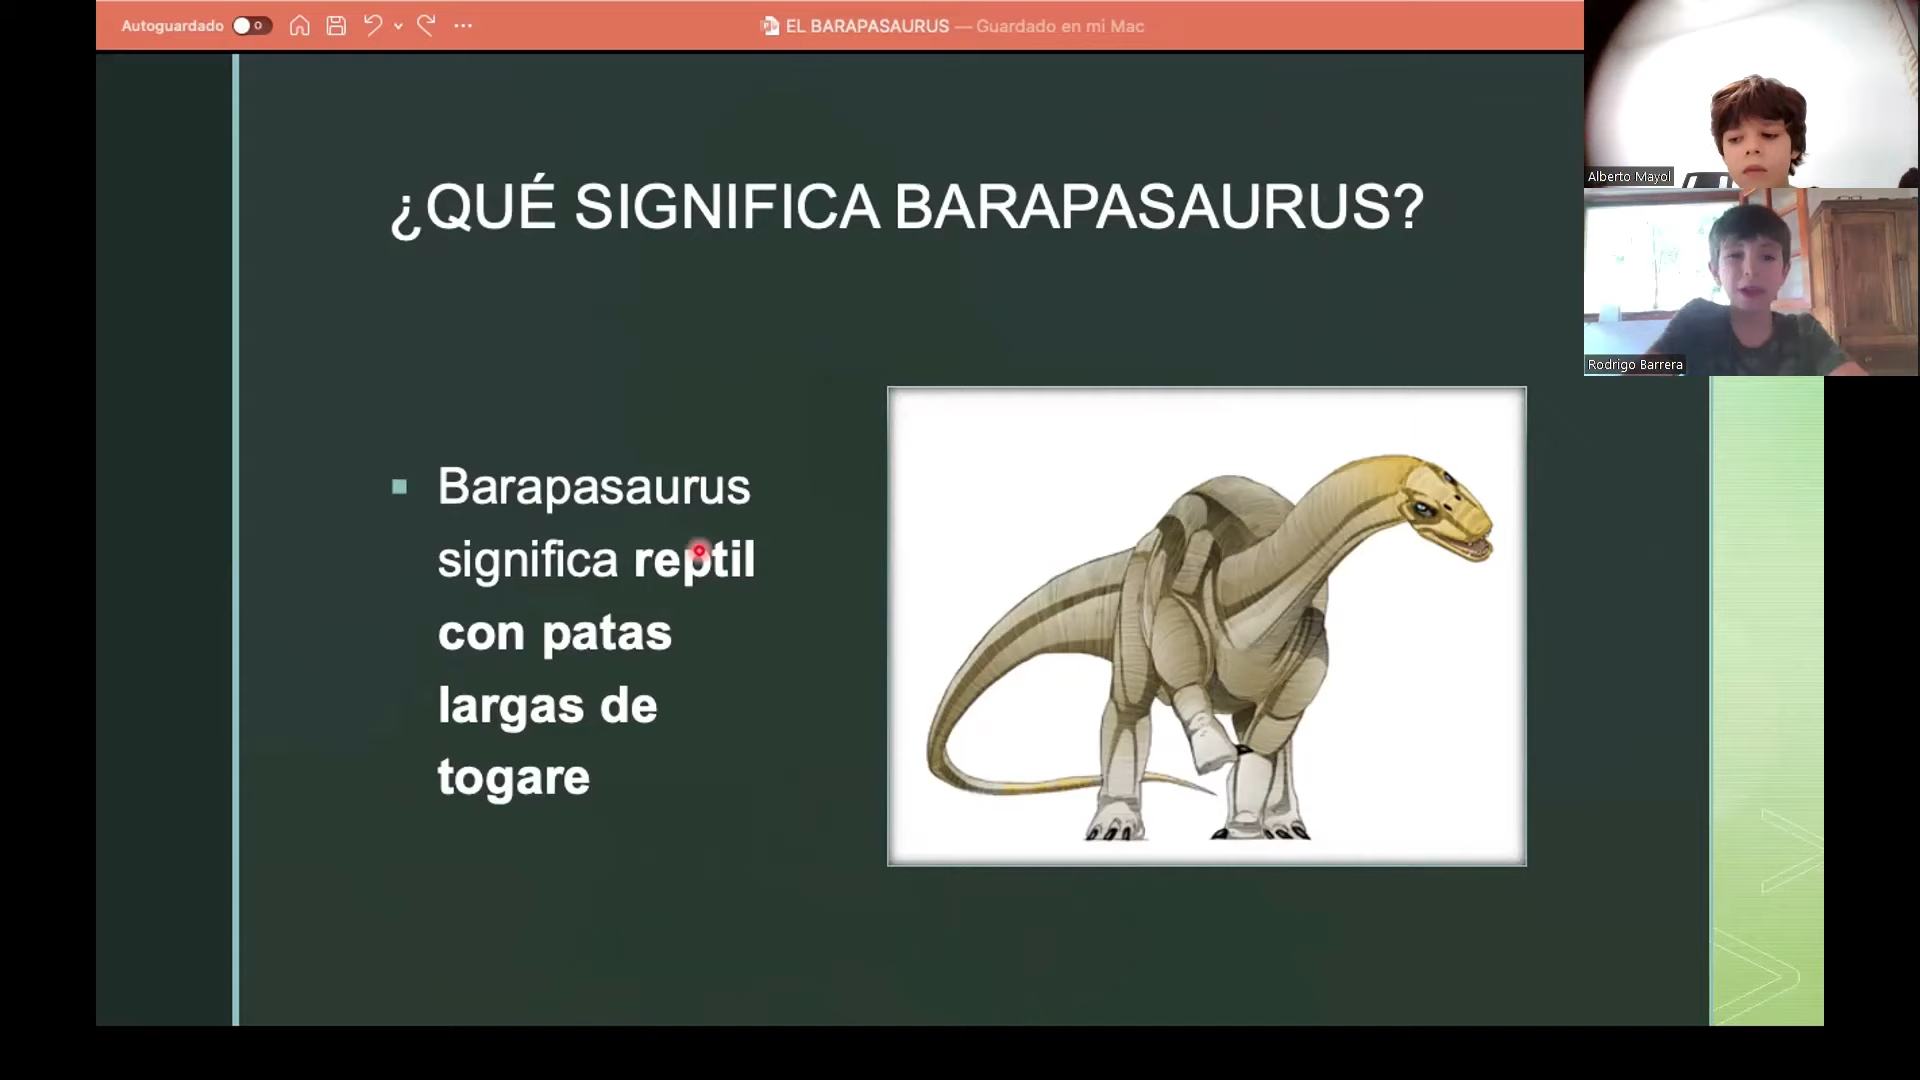 Autoguardado
EL BARAPASAURUS — Guardado en mi Mac
¿QUÉ SIGNIFICA BARAPASAURUS?
Barapasaurus
significa reptil
con patas
largas de
togare
Alberto Mayol
Rodrigo Barrera